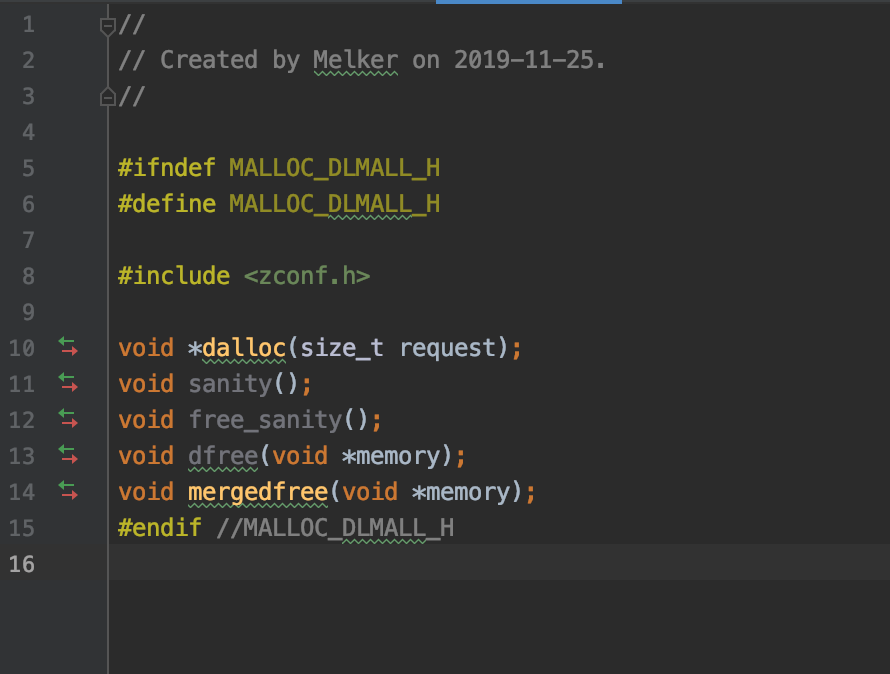 1 //
2 // Created by Melker on 2019-11-25.
3 //
4
5 #ifndef MALLOC_DLMALL_H
6 #define MALLOC_DLMALL_H
7
8 #include <zconf.h>
9
10 void *dalloc(size_t request);
11 void sanity();
12 void free_sanity();
13 void dfree(void *memory);
14 void mergedfree(void *memory);
15 #endif //MALLOC_DLMALL_H
16